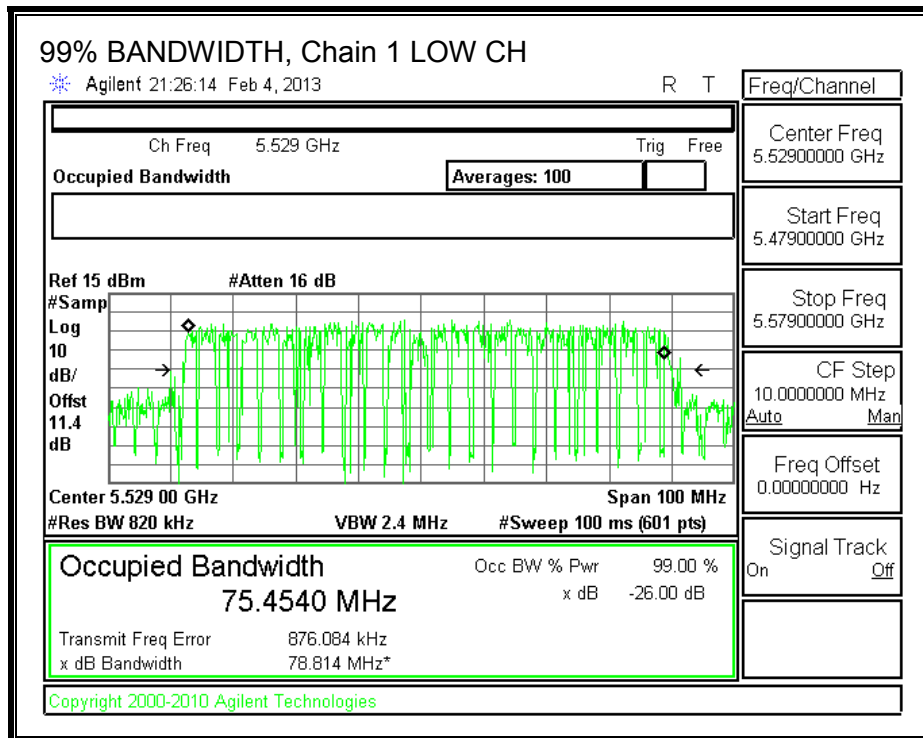 99% BANDWIDTH, Chain 1 LOW CH
Agilent 21:26:14 Feb 4, 2013 R T
Ch Freq 5.529 GHz Trig Free
Occupied Bandwidth Averages: 100
Ref 15 dBm #Atten 16 dB
#Samp
Log
10
dB/
Offst
11.4
dB
Center 5.529 00 GHz Span 100 MHz
#Res BW 820 kHz VBW 2.4 MHz #Sweep 100 ms (601 pts)
Occupied Bandwidth Occ BW % Pwr 99.00 %
75.4540 MHz x dB -26.00 dB
Transmit Freq Error 876.084 kHz
x dB Bandwidth 78.814 MHz*
Copyright 2000-2010 Agilent Technologies
Freq/Channel
Center Freq
5.52900000 GHz
Start Freq
5.47900000 GHz
Stop Freq
5.57900000 GHz
CF Step
10.0000000 MHz
Auto Man
Freq Offset
0.00000000 Hz
Signal Track
On Off